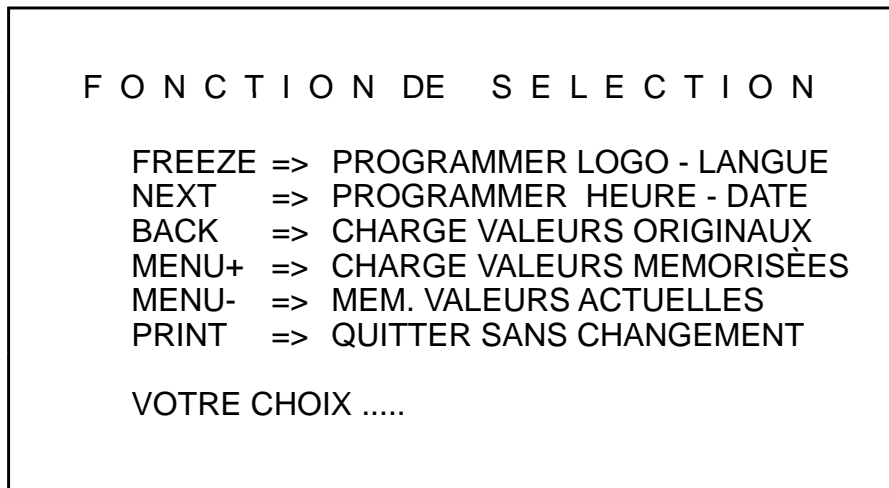 F O N C T I O N DE S E L E C T I O N
FREEZE => PROGRAMMER LOGO - LANGUE
NEXT => PROGRAMMER HEURE - DATE
BACK => CHARGE VALEURS ORIGINAUX
MENU+ => CHARGE VALEURS MEMORISÈES
MENU- => MEM. VALEURS ACTUELLES
PRINT => QUITTER SANS CHANGEMENT
VOTRE CHOIX .....